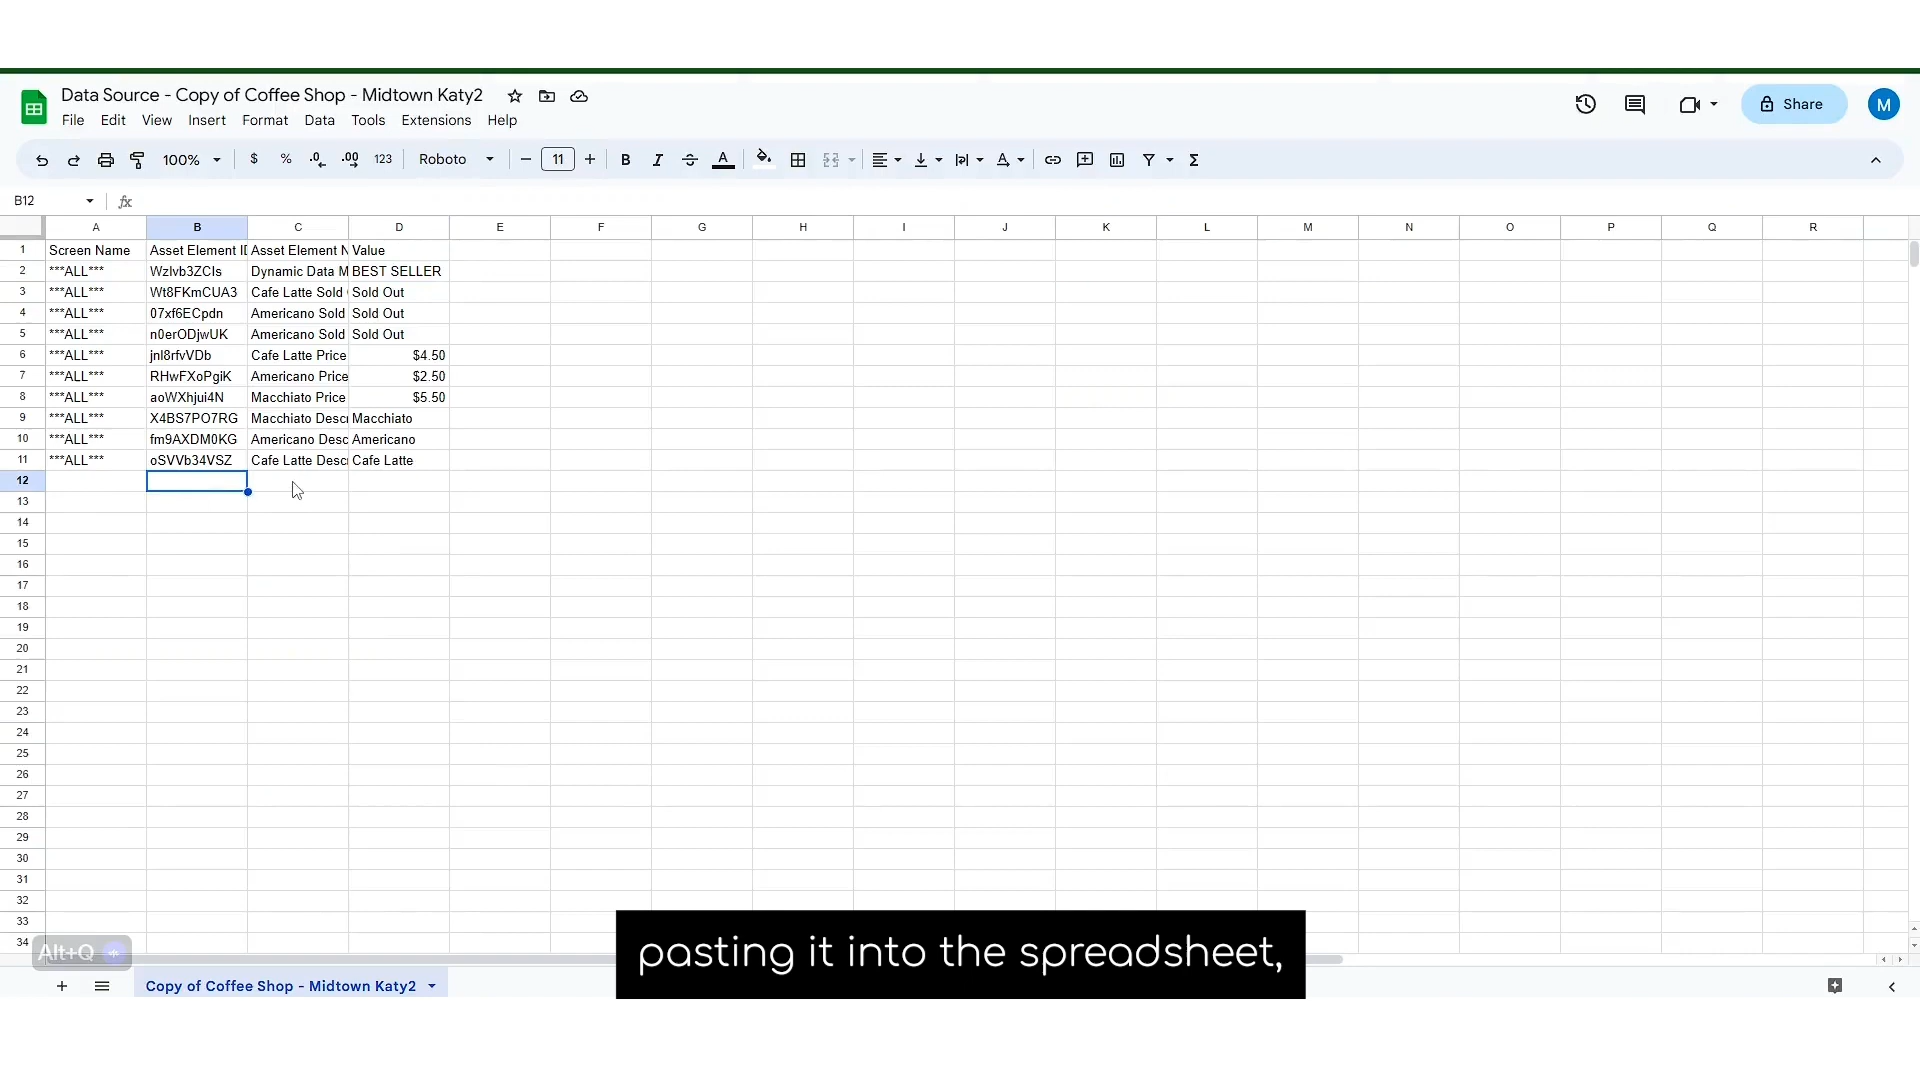 Data Source - Copy of Coffee Shop - Midtown Katy2
File Edit View Insert Format Data Tools Extensions Help
Share
M
100% $ % .0 .00 123 Roboto 11 B I A Σ
B12 fx
A B C D E F G H I J K L M N O P Q R
1 Screen Name Asset Element ID Asset Element N Value
2 ***ALL*** Wzlvb3ZCIs Dynamic Data M BEST SELLER
3 ***ALL*** Wt8FKmCUA3 Cafe Latte Sold Sold Out
4 ***ALL*** 07xf6ECpdn Americano Sold Sold Out
5 ***ALL*** n0erODjwUK Americano Sold Sold Out
6 ***ALL*** jnl8rfvVDb Cafe Latte Price $4.50
7 ***ALL*** RHwFXoPgiK Americano Price $2.50
8 ***ALL*** aoWXhjui4N Macchiato Price $5.50
9 ***ALL*** X4BS7PO7RG Macchiato Desc Macchiato
10 ***ALL*** fm9AXDM0KG Americano Desc Americano
11 ***ALL*** oSVVb34VSZ Cafe Latte Desc Cafe Latte
12
13
14
15
16
17
18
19
20
21
22
23
24
25
26
27
28
29
30
31
32
33
34
Alt+Q
pasting it into the spreadsheet,
Copy of Coffee Shop - Midtown Katy2